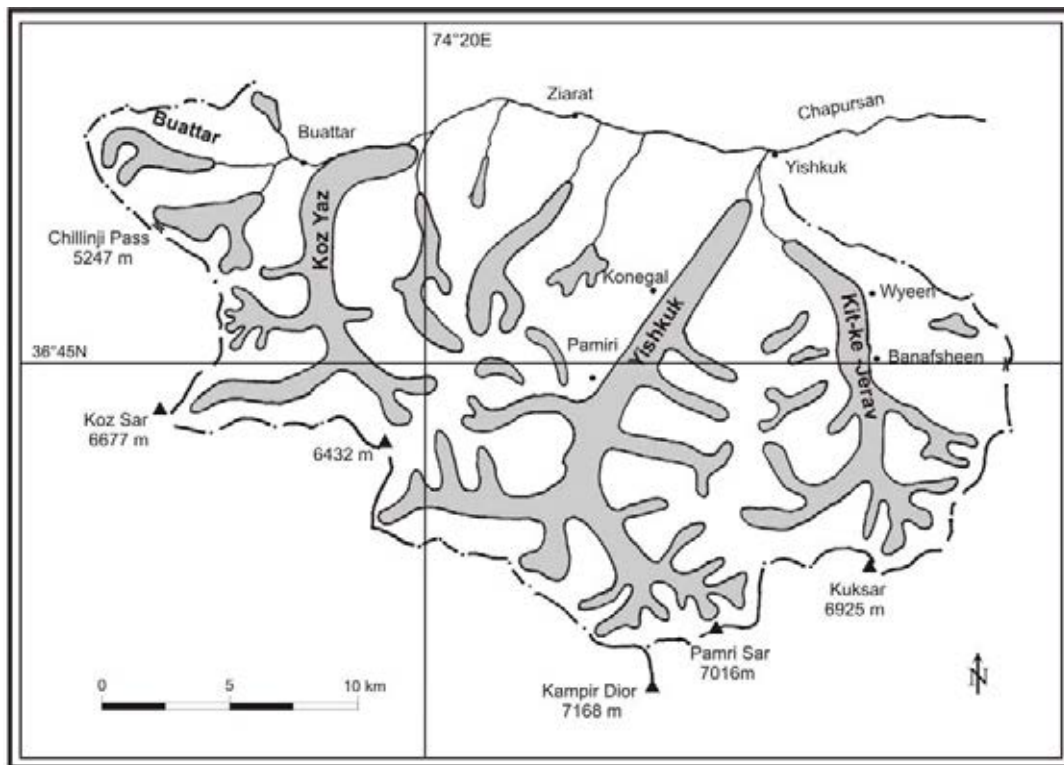 74°20E
Ziarat
Chapursan
Buattar
Buattar
Yishkuk
Chillinji Pass
5247 m
Koz Yaz
Konegal
Wyeen
Yishkuk
Kit-ke -Jerav
36°45N
Pamiri
Banafsheen
Koz Sar
6677 m
6432 m
Kuksar
6925 m
Pamri Sar
7016m
Kampir Dior
7168 m
0 5 10 km
N